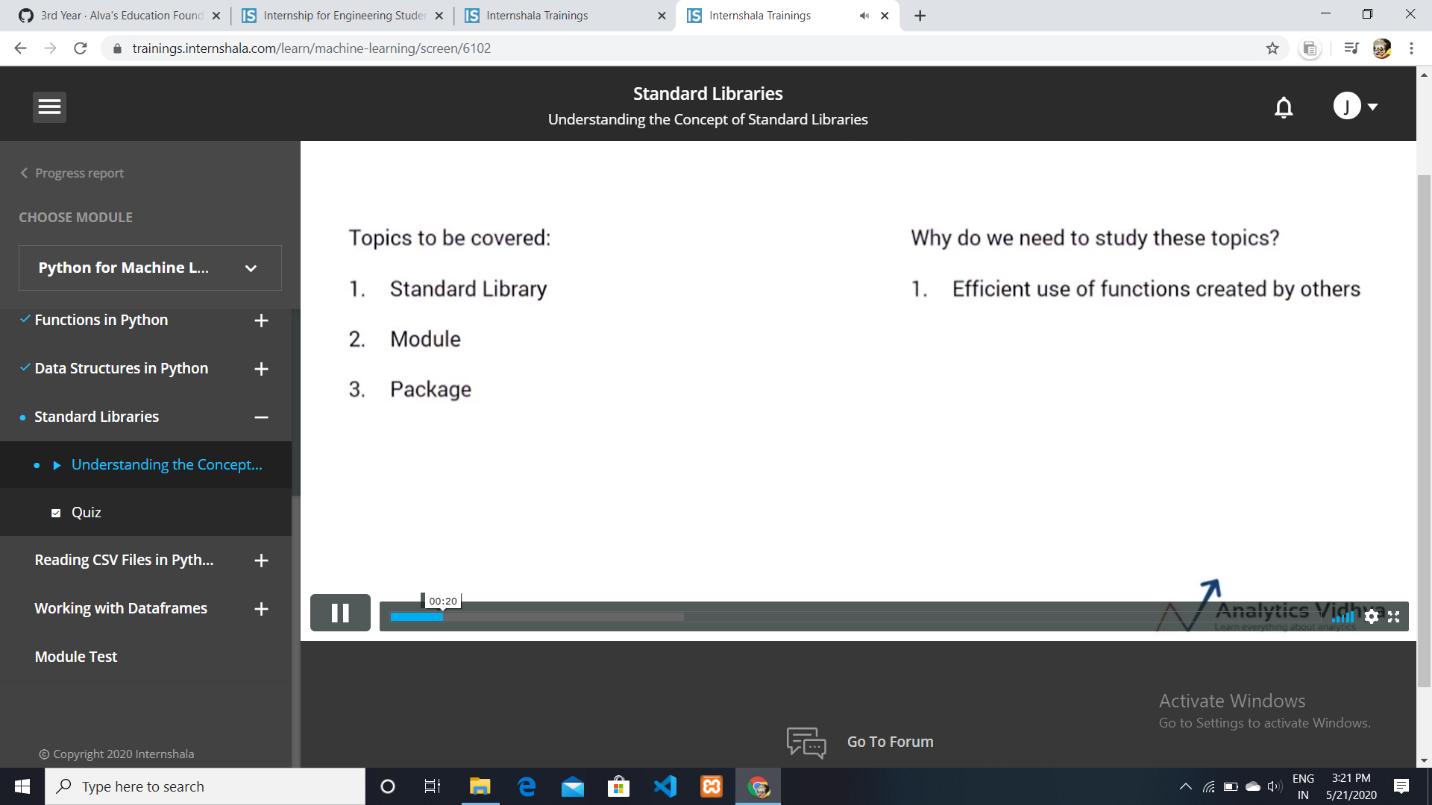 3rd Year · Alva's Education Found
Internship for Engineering Studen
Internshala Trainings
Internshala Trainings
trainings.internshala.com/learn/machine-learning/screen/6102
Standard Libraries
Understanding the Concept of Standard Libraries
J
Progress report
CHOOSE MODULE
Python for Machine L...
Functions in Python
Data Structures in Python
Standard Libraries
Understanding the Concept...
Quiz
Reading CSV Files in Pyth...
Working with Dataframes
Module Test
© Copyright 2020 Internshala
Topics to be covered:
1. Standard Library
2. Module
3. Package
Why do we need to study these topics?
1. Efficient use of functions created by others
00:20
Analytics Vidhya
Learn everything about analytics
Go To Forum
Activate Windows
Go to Settings to activate Windows.
Type here to search
ENG
IN
3:21 PM
5/21/2020